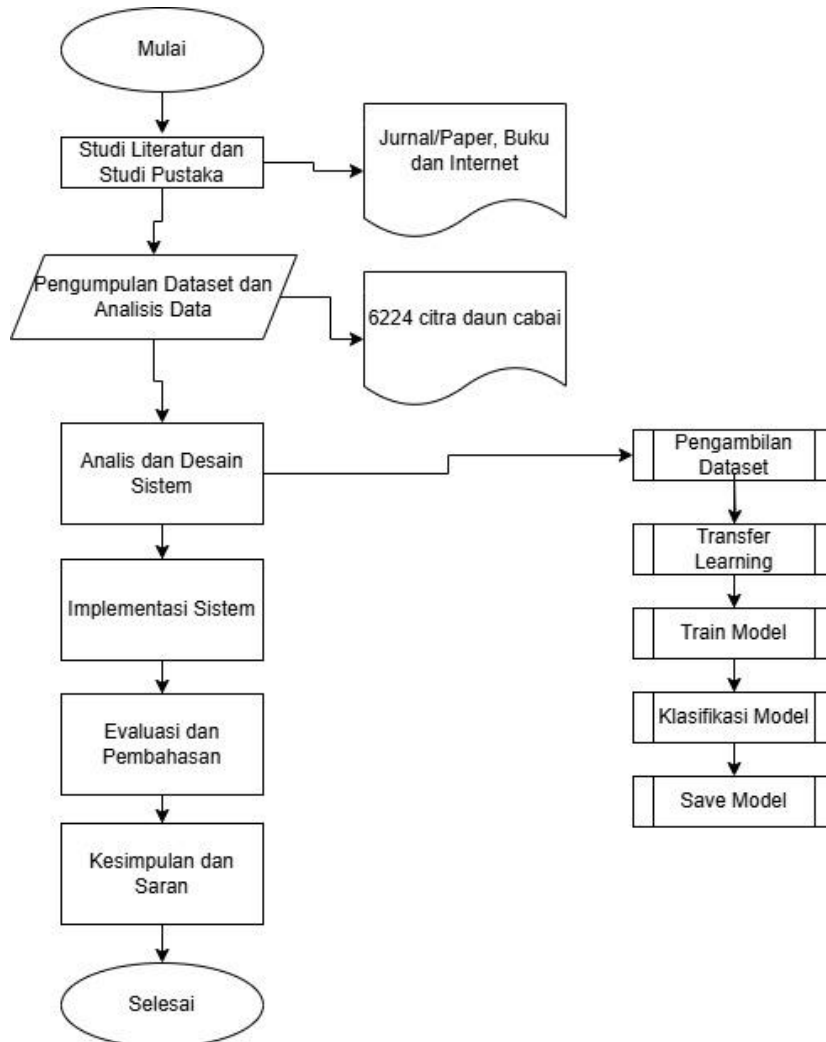 Mulai
Studi Literatur dan
Studi Pustaka
Jurnal/Paper, Buku
dan Internet
Pengumpulan Dataset dan
Analisis Data
6224 citra daun cabai
Analis dan Desain
Sistem
Pengambilan
Dataset
Transfer
Learning
Implementasi Sistem
Train Model
Evaluasi dan
Pembahasan
Klasifikasi Model
Save Model
Kesimpulan dan
Saran
Selesai